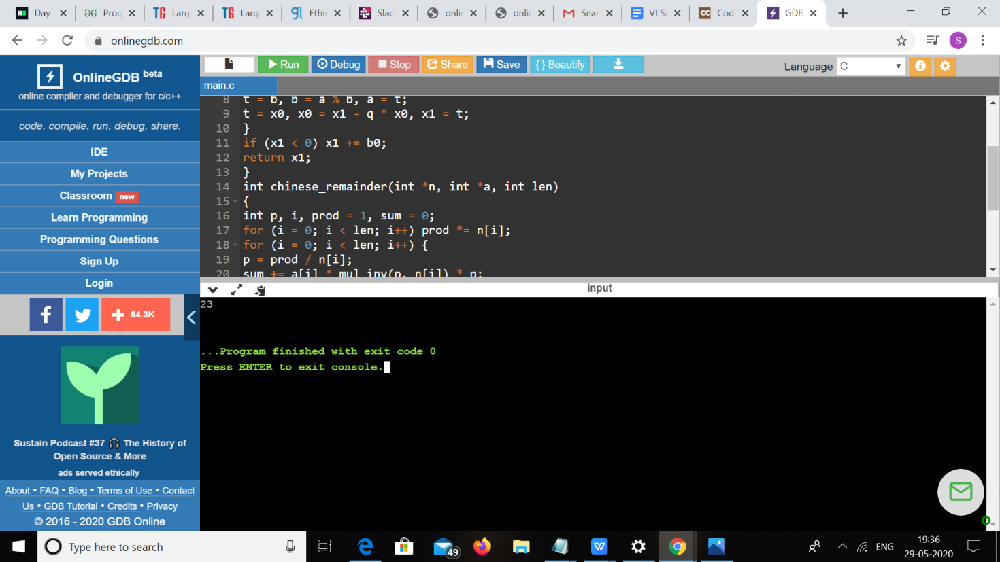 Day
Prog
Larg
Larg
Ethic
Slac
onlin
onlin
Sear
VI Se
Code
GDB
onlinegdb.com
S
OnlineGDB beta
online compiler and debugger for c/c++
code. compile. run. debug. share.
IDE
My Projects
Classroom new
Learn Programming
Programming Questions
Sign Up
Login
64.3K
Sustain Podcast #37 🎧 The History of
Open Source & More
ads served ethically
About • FAQ • Blog • Terms of Use • Contact
Us • GDB Tutorial • Credits • Privacy
© 2016 - 2020 GDB Online
Run Debug Stop Share Save {} Beautify
Language C
main.c
8 t = b, b = a % b, a = t;
9 t = x0, x0 = x1 - q * x0, x1 = t;
10 }
11 if (x1 < 0) x1 += b0;
12 return x1;
13 }
14 int chinese_remainder(int *n, int *a, int len)
15 {
16 int p, i, prod = 1, sum = 0;
17 for (i = 0; i < len; i++) prod *= n[i];
18 for (i = 0; i < len; i++) {
19 p = prod / n[i];
20 sum += a[i] * mul_inv(p, n[i]) * p;
input
23
...Program finished with exit code 0
Press ENTER to exit console.
Type here to search
49
ENG
19:36
29-05-2020